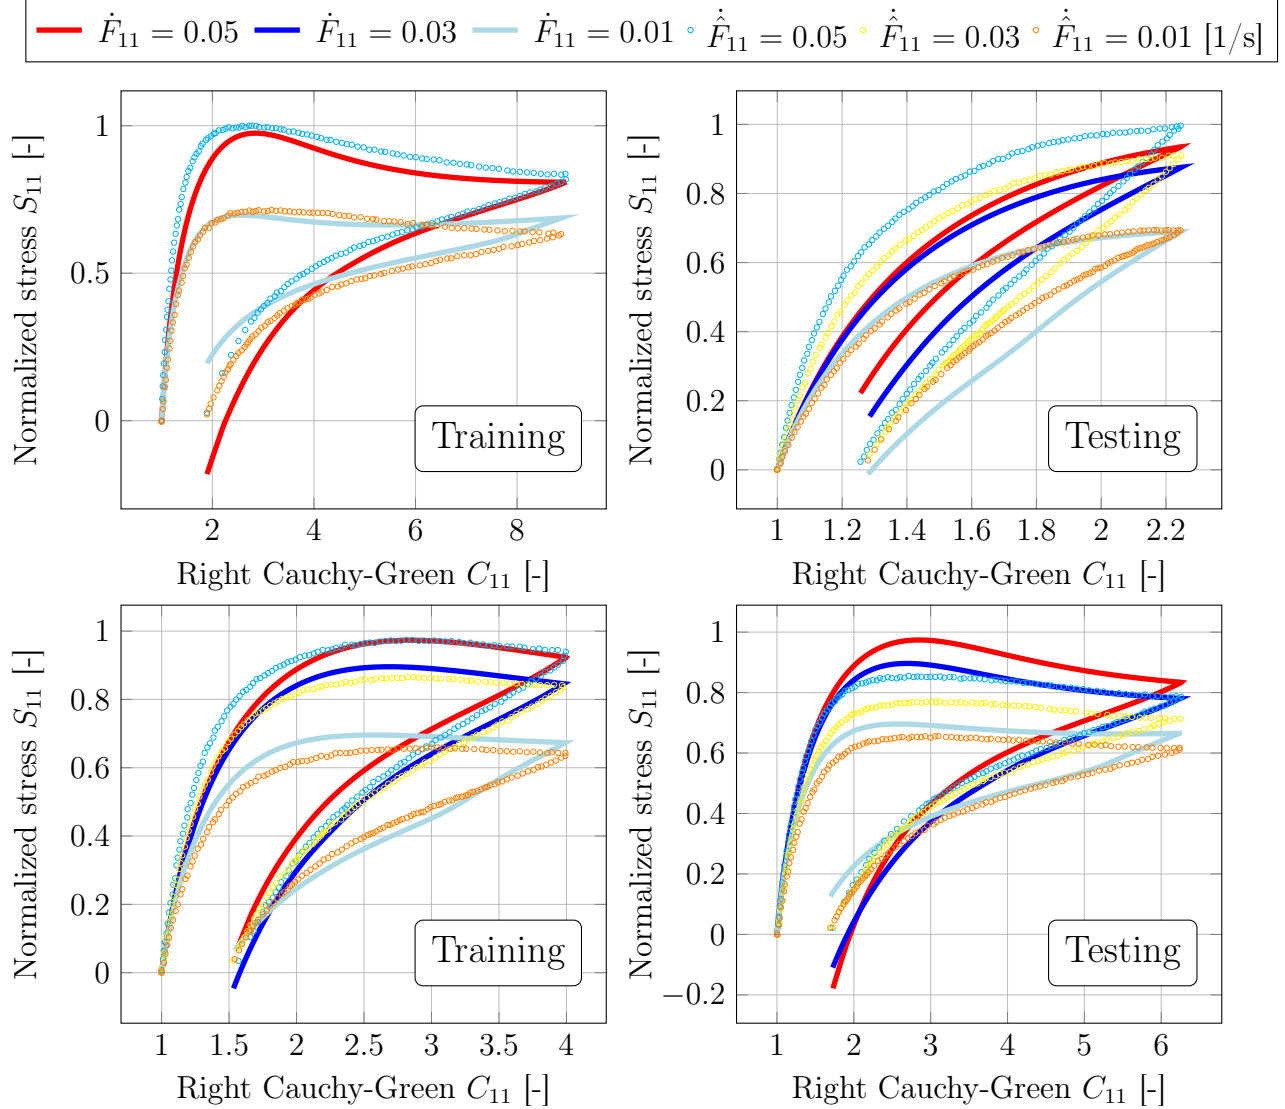 Ḟ₁₁ = 0.05 Ḟ₁₁ = 0.03 Ḟ₁₁ = 0.01 F̂̇₁₁ = 0.05 F̂̇₁₁ = 0.03 F̂̇₁₁ = 0.01 [1/s]
Normalized stress S₁₁ [-]
1
0.5
0
Training
2 4 6 8
Right Cauchy-Green C₁₁ [-]
Normalized stress S₁₁ [-]
1
0.8
0.6
0.4
0.2
0
Testing
1 1.2 1.4 1.6 1.8 2 2.2
Right Cauchy-Green C₁₁ [-]
Normalized stress S₁₁ [-]
1
0.8
0.6
0.4
0.2
0
Training
1 1.5 2 2.5 3 3.5 4
Right Cauchy-Green C₁₁ [-]
Normalized stress S₁₁ [-]
1
0.8
0.6
0.4
0.2
0
−0.2
Testing
1 2 3 4 5 6
Right Cauchy-Green C₁₁ [-]